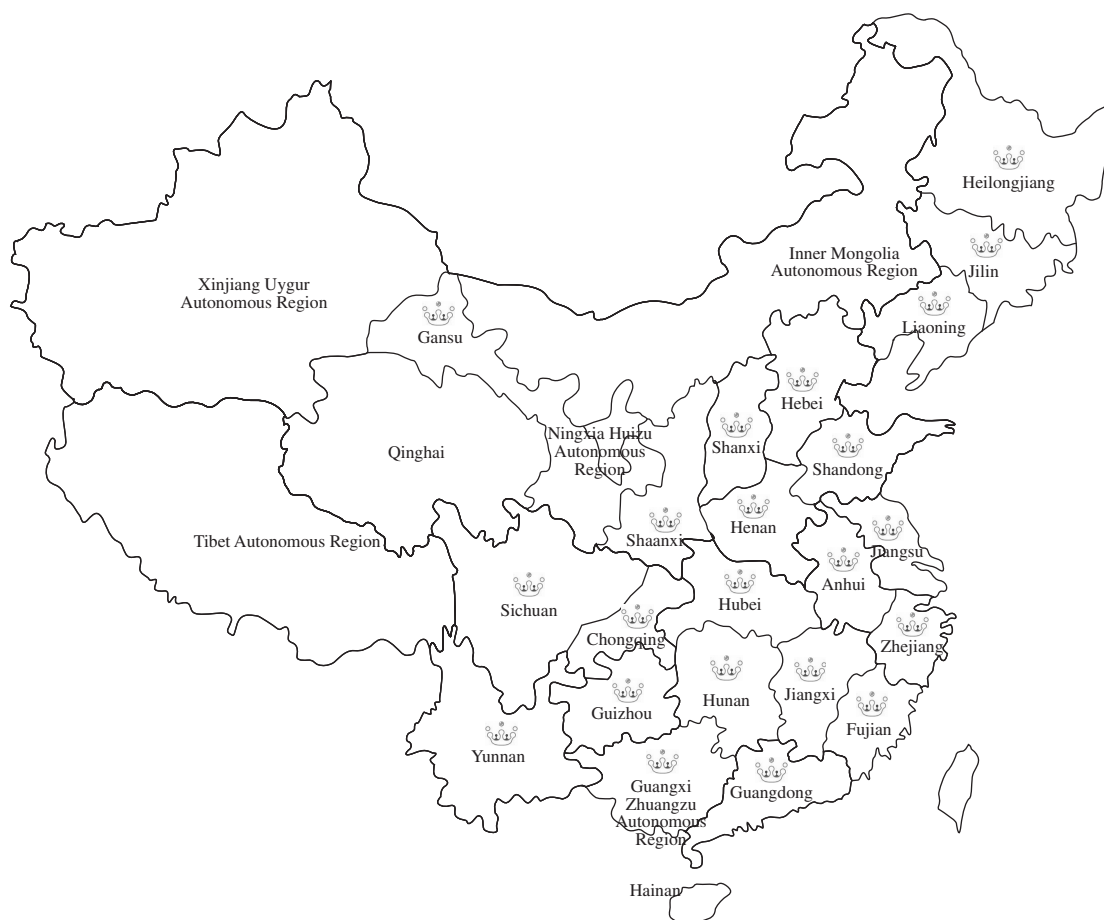 Heilongjiang
Jilin
Inner Mongolia
Autonomous Region
Xinjiang Uygur
Autonomous Region
Liaoning
Gansu
Hebei
Ningxia Huizu
Autonomous
Region
Shanxi
Qinghai
Shandong
Henan
Shaanxi
Tibet Autonomous Region
Jiangsu
Anhui
Hubei
Sichuan
Chongqing
Zhejiang
Hunan
Jiangxi
Guizhou
Fujian
Yunnan
Guangxi
Zhuangzu
Autonomous
Region
Guangdong
Hainan